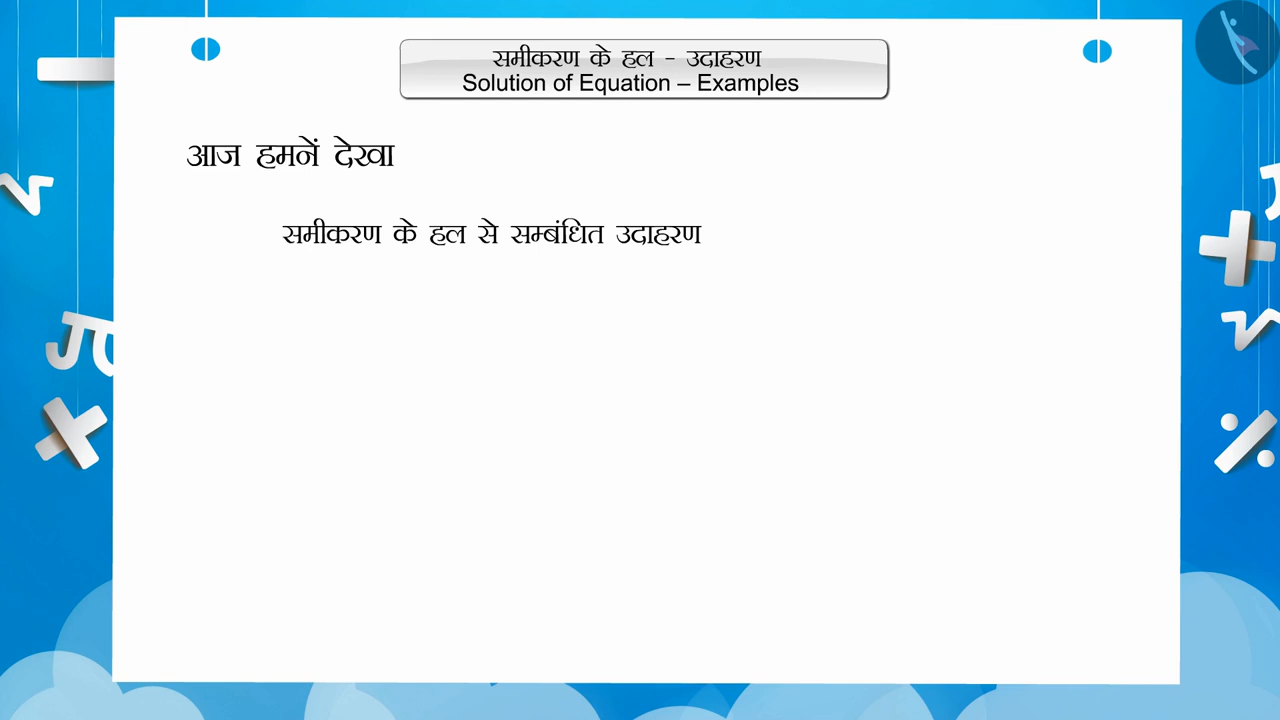 समीकरण के हल - उदाहरण
Solution of Equation – Examples
आज हमनें देखा
समीकरण के हल से सम्बंधित उदाहरण